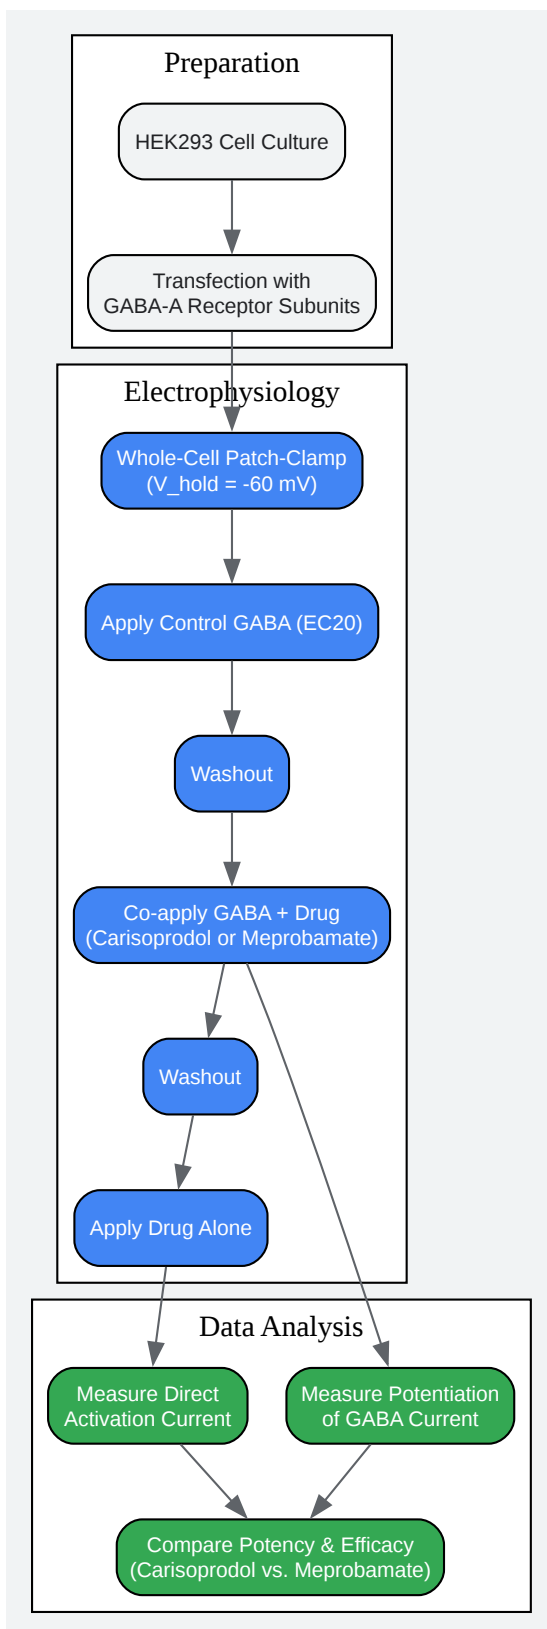 Preparation
HEK293 Cell Culture
Transfection with
GABA-A Receptor Subunits
Electrophysiology
Whole-Cell Patch-Clamp
(V_hold = -60 mV)
Apply Control GABA (EC20)
Washout
Co-apply GABA + Drug
(Carisoprodol or Meprobamate)
Washout
Apply Drug Alone
Data Analysis
Measure Direct
Activation Current
Measure Potentiation
of GABA Current
Compare Potency & Efficacy
(Carisoprodol vs. Meprobamate)